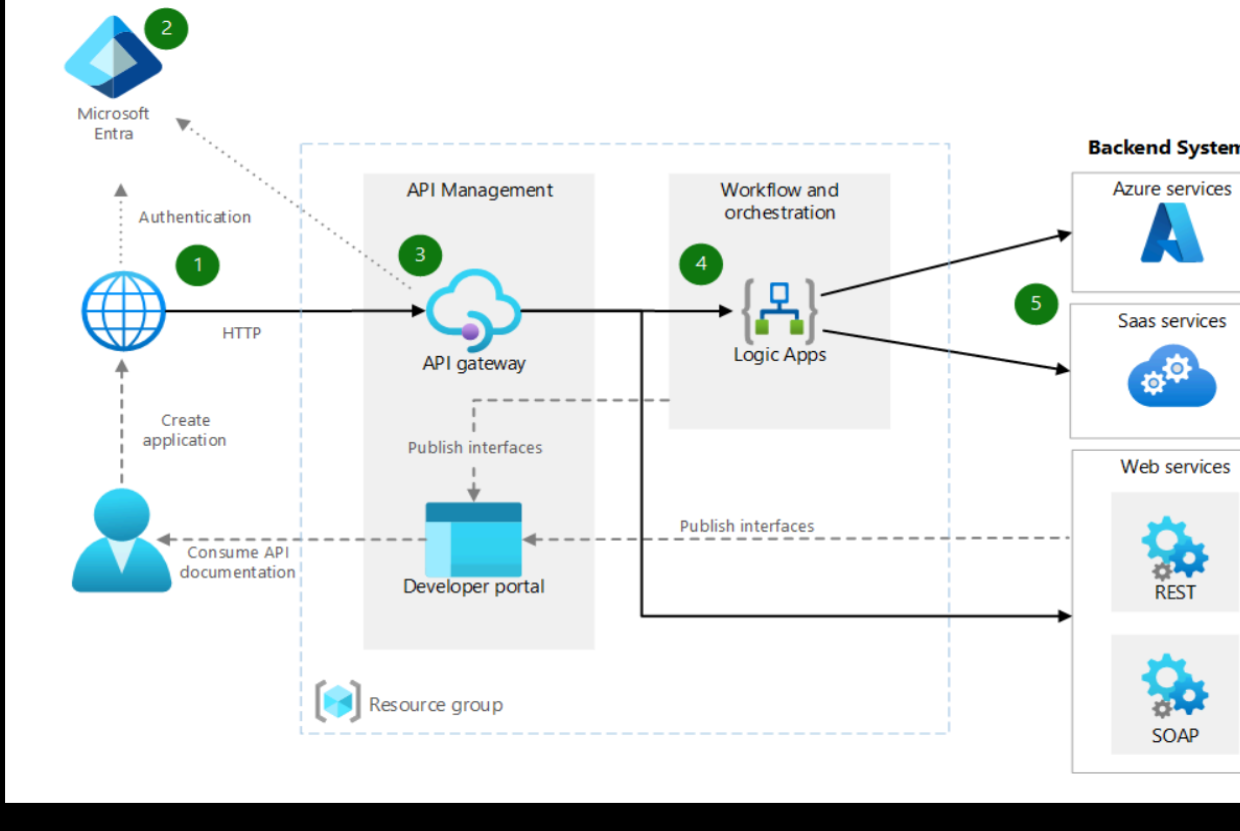 2
Microsoft
Entra
Authentication
1
HTTP
Create
application
Consume API
documentation
API Management
3
API gateway
Publish interfaces
Developer portal
Resource group
Workflow and
orchestration
4
Logic Apps
Publish interfaces
5
Backend System
Azure services
Saas services
Web services
REST
SOAP